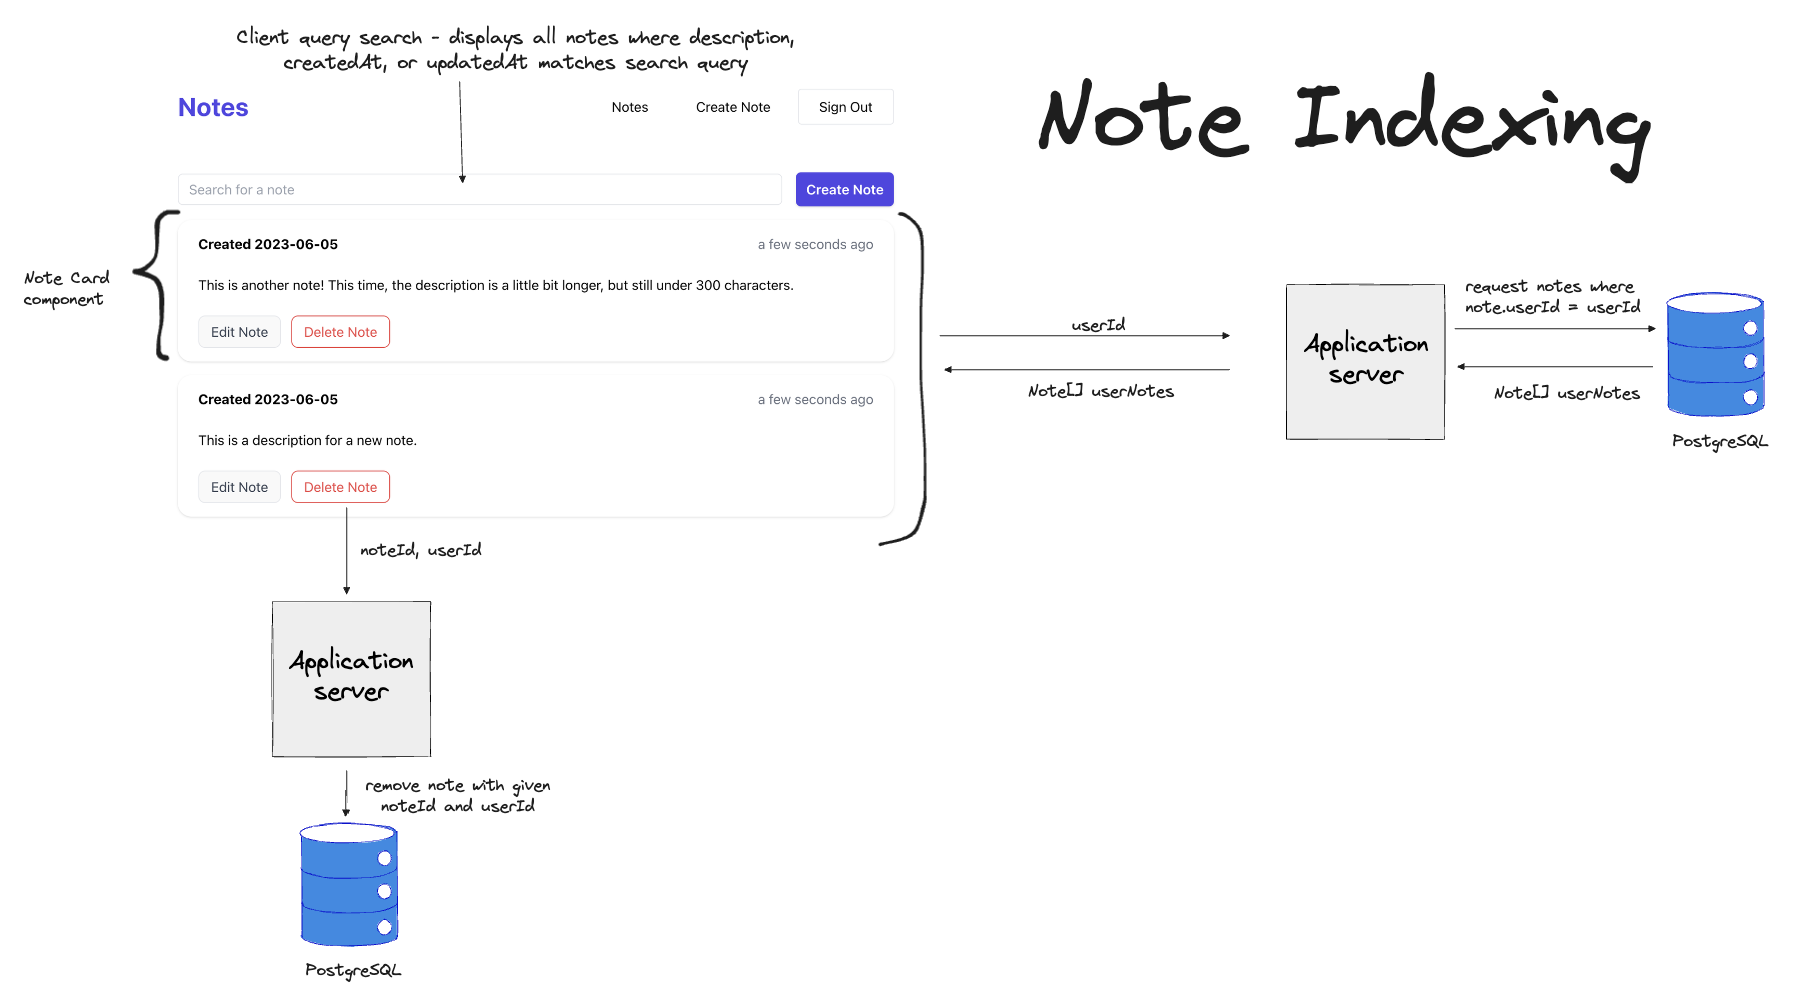 Client query search - displays all notes where description,
createdAt, or updatedAt matches search query
Note Indexing
Notes
Notes
Create Note
Sign Out
Search for a note
Create Note
Note Card
component
Created 2023-06-05
a few seconds ago
This is another note! This time, the description is a little bit longer, but still under 300 characters.
Edit Note
Delete Note
Created 2023-06-05
a few seconds ago
This is a description for a new note.
Edit Note
Delete Note
userId
Note[] userNotes
Application
server
request notes where
note.userId = userId
Note[] userNotes
PostgreSQL
noteId, userId
Application
server
remove note with given
noteId and userId
PostgreSQL